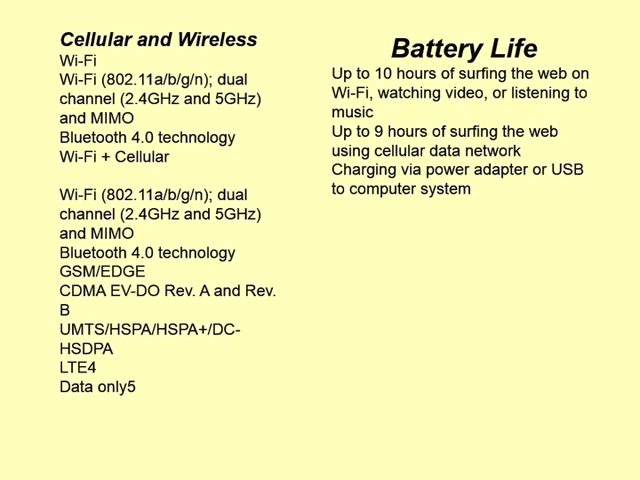 Cellular and Wireless
Wi-Fi
Wi-Fi (802.11a/b/g/n); dual
channel (2.4GHz and 5GHz)
and MIMO
Bluetooth 4.0 technology
Wi-Fi + Cellular
Wi-Fi (802.11a/b/g/n); dual
channel (2.4GHz and 5GHz)
and MIMO
Bluetooth 4.0 technology
GSM/EDGE
CDMA EV-DO Rev. A and Rev.
B
UMTS/HSPA/HSPA+/DC-
HSDPA
LTE4
Data only5
Battery Life
Up to 10 hours of surfing the web on
Wi-Fi, watching video, or listening to
music
Up to 9 hours of surfing the web
using cellular data network
Charging via power adapter or USB
to computer system